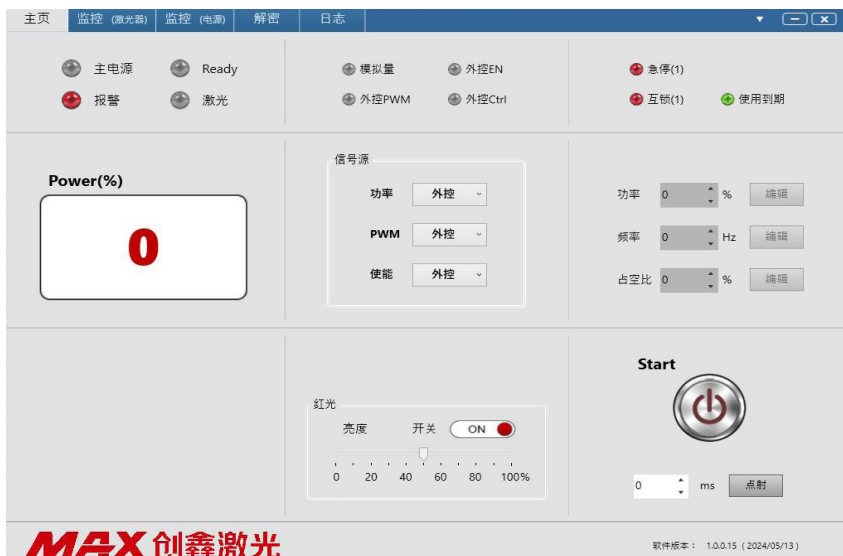 主页 监控 (激光器) 监控 (电源) 解密 日志
主电源 Ready 模拟量 外控EN 急停(1)
报警 激光 外控PWM 外控Ctrl 互锁(1) 使用到期
Power(%)
0
信号源
功率 外控
PWM 外控
使能 外控
功率 0 % 编辑
频率 0 Hz 编辑
占空比 0 % 编辑
红光
亮度 开关 ON
0 20 40 60 80 100%
Start
0 ms 点射
MAX 创鑫激光
软件版本： 1.0.0.15 ( 2024/05/13 )